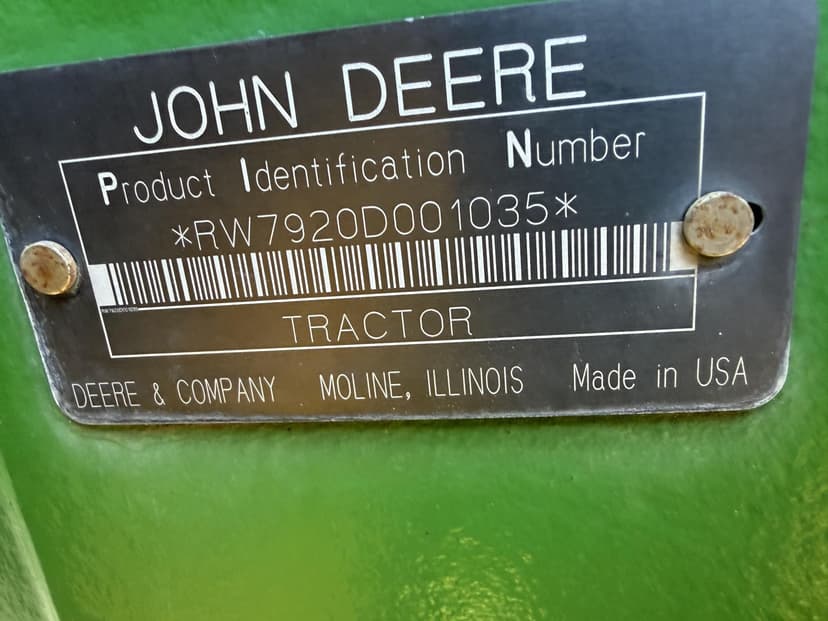 JOHN DEERE
Product Identification Number
*RW7920D001035*
TRACTOR
DEERE & COMPANY MOLINE, ILLINOIS Made in USA